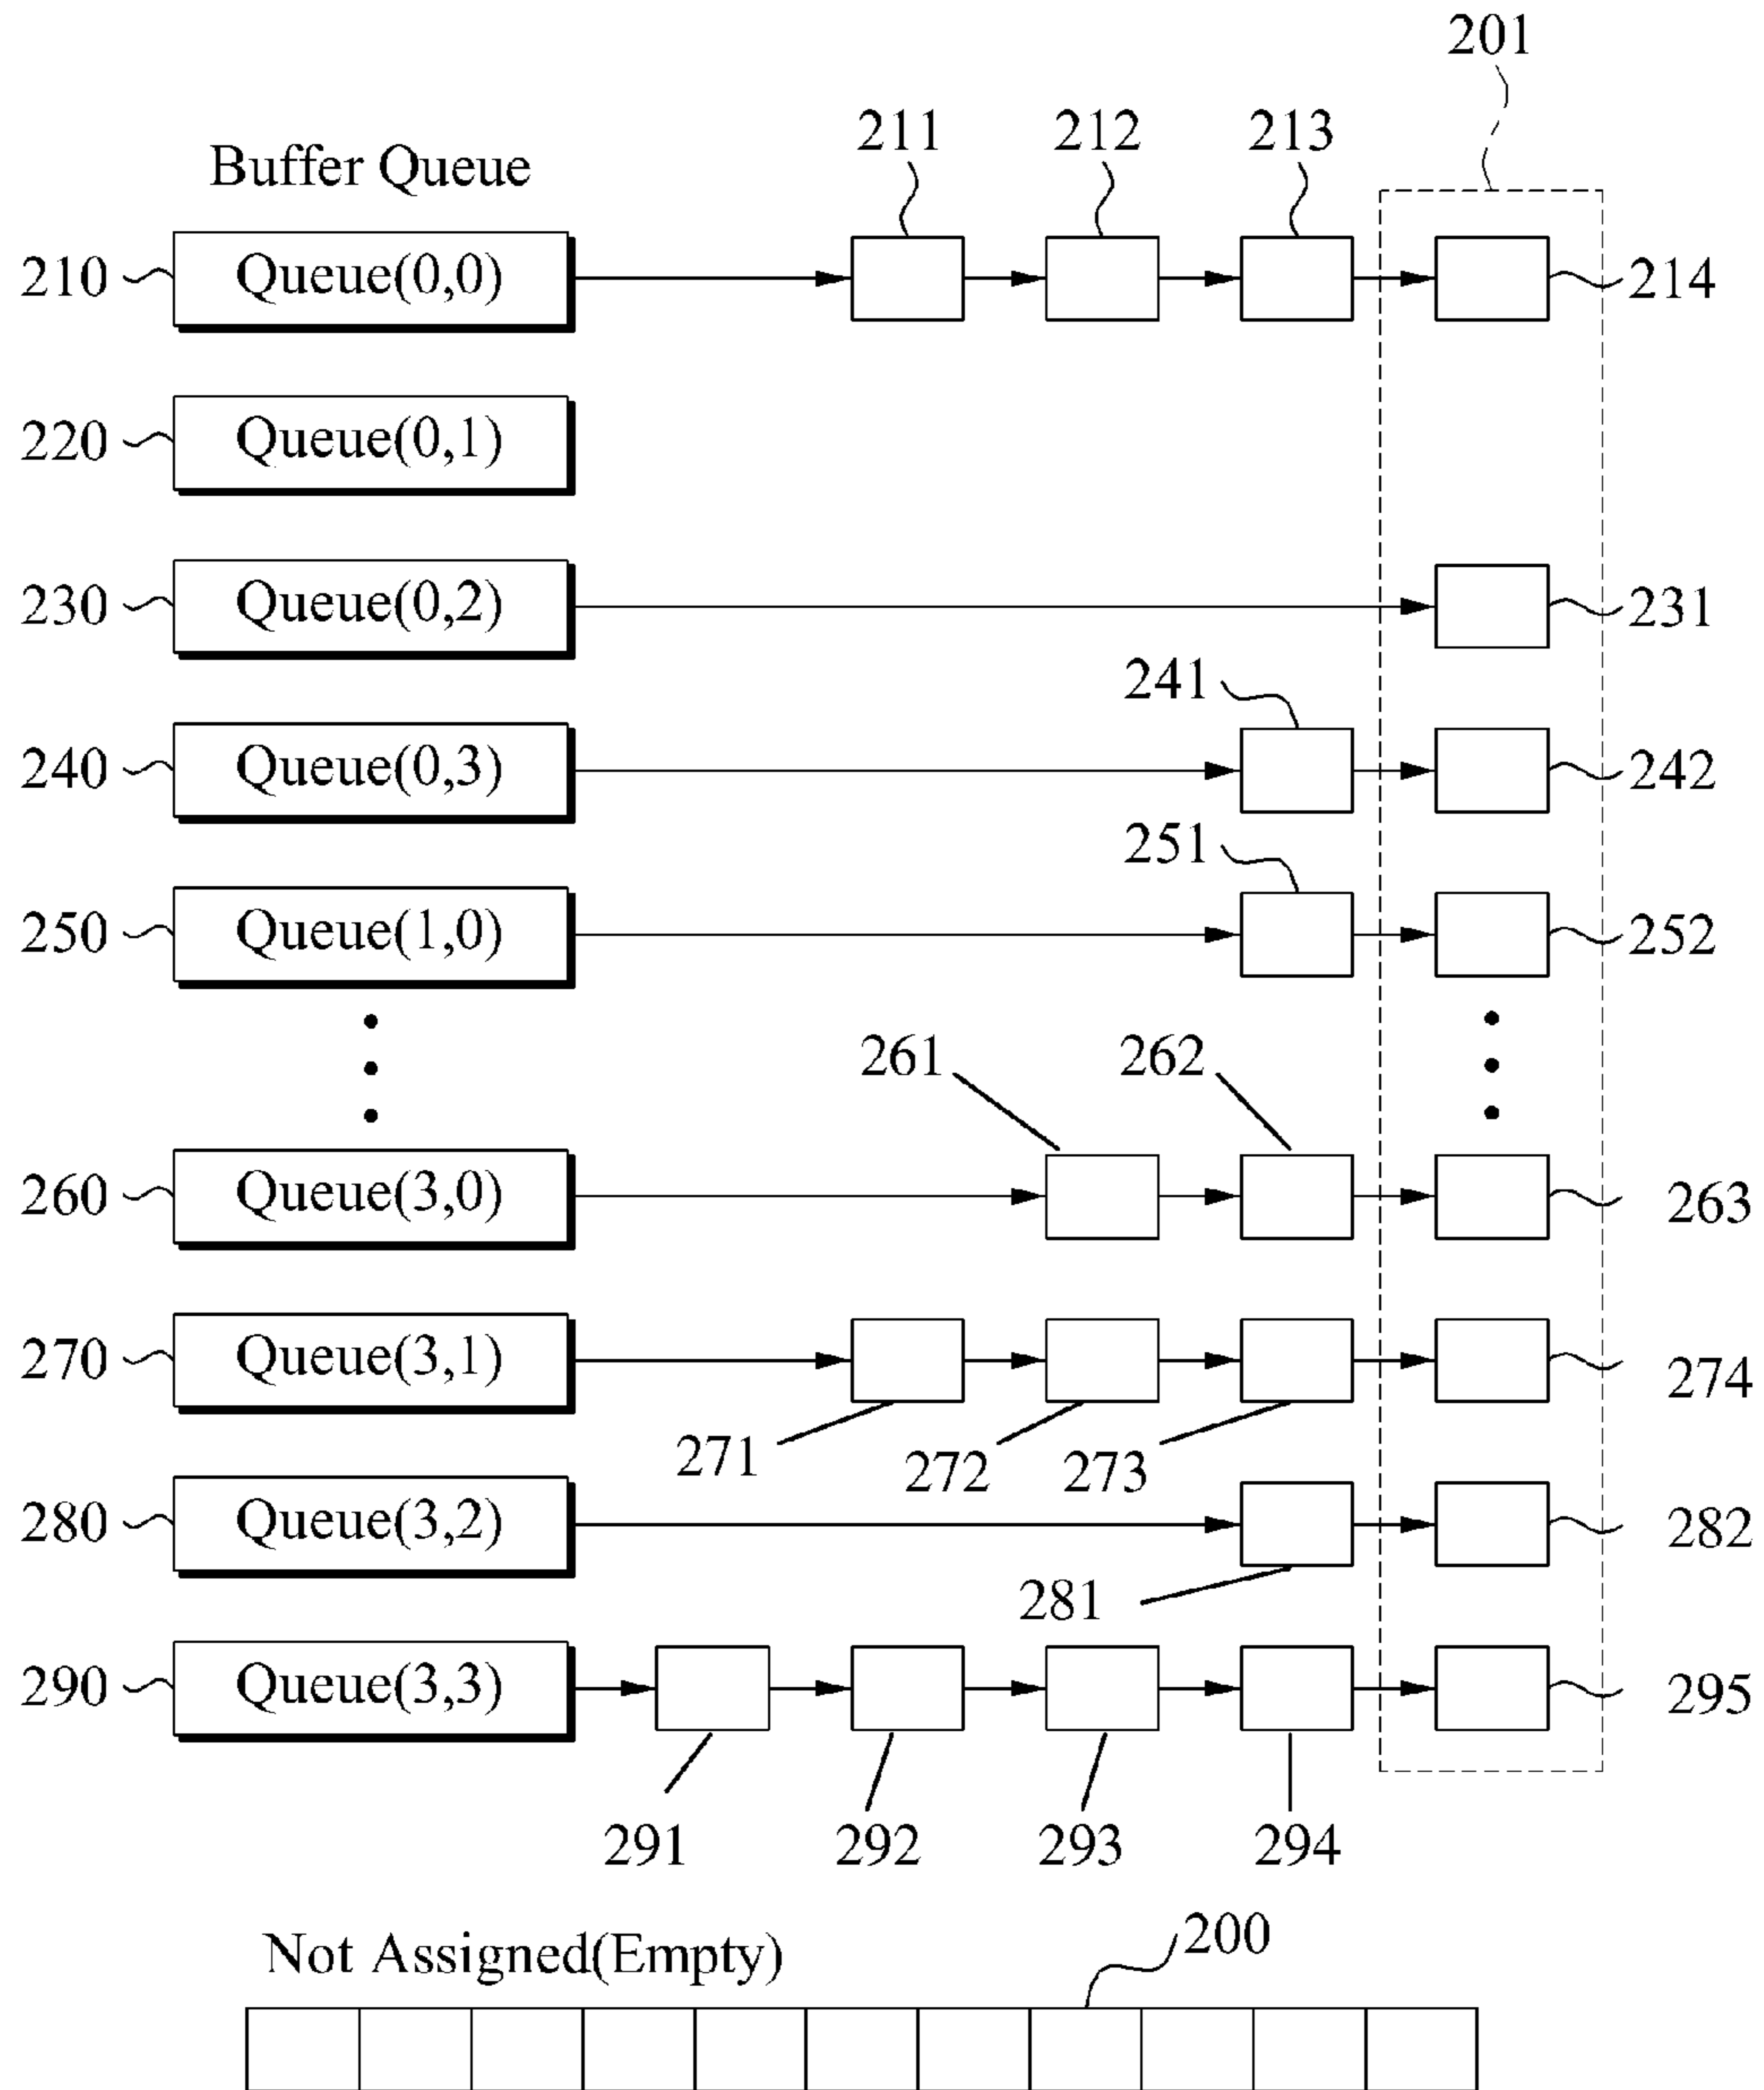 201
211 212 213
Buffer Queue
210 Queue(0,0) 214
220 Queue(0,1)
230 Queue(0,2) 231
241
240 Queue(0,3) 242
251
250 Queue(1,0) 252
261 262
260 Queue(3,0) 263
270 Queue(3,1) 274
271 272 273
280 Queue(3,2) 282
281
290 Queue(3,3) 295
291 292 293 294
200
Not Assigned(Empty)